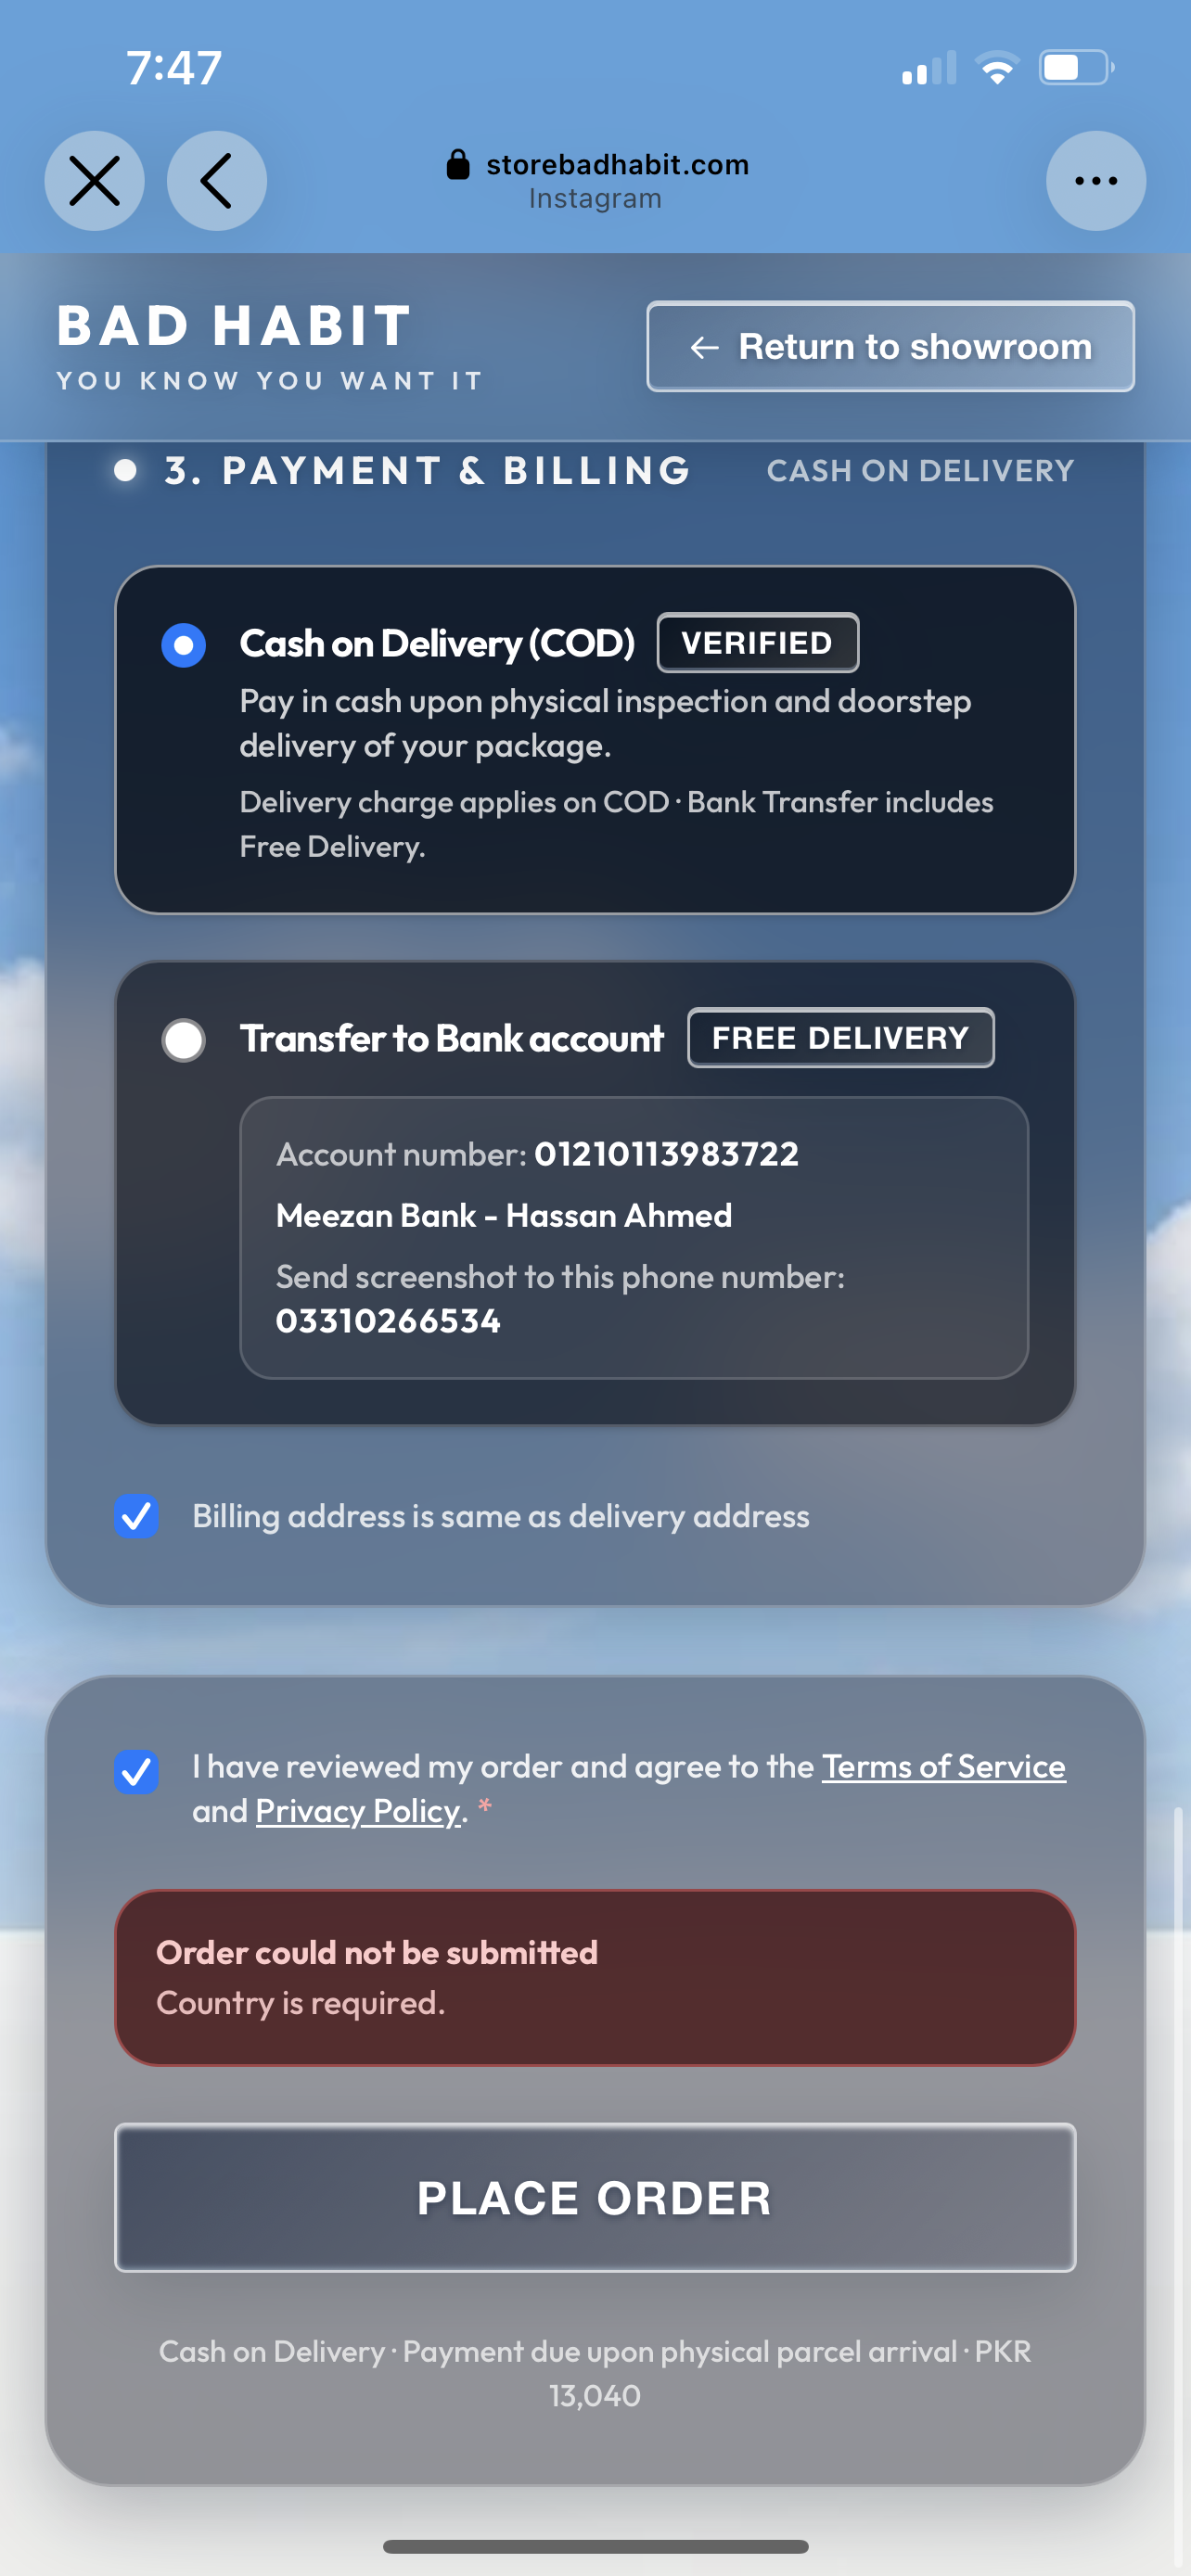 7:47
storebadhabit.com
Instagram
BAD HABIT
YOU KNOW YOU WANT IT
← Return to showroom
3. PAYMENT & BILLING
CASH ON DELIVERY
Cash on Delivery (COD) VERIFIED
Pay in cash upon physical inspection and doorstep
delivery of your package.
Delivery charge applies on COD · Bank Transfer includes
Free Delivery.
Transfer to Bank account FREE DELIVERY
Account number: 01210113983722
Meezan Bank - Hassan Ahmed
Send screenshot to this phone number:
03310266534
Billing address is same as delivery address
I have reviewed my order and agree to the Terms of Service
and Privacy Policy. *
Order could not be submitted
Country is required.
PLACE ORDER
Cash on Delivery · Payment due upon physical parcel arrival · PKR
13,040